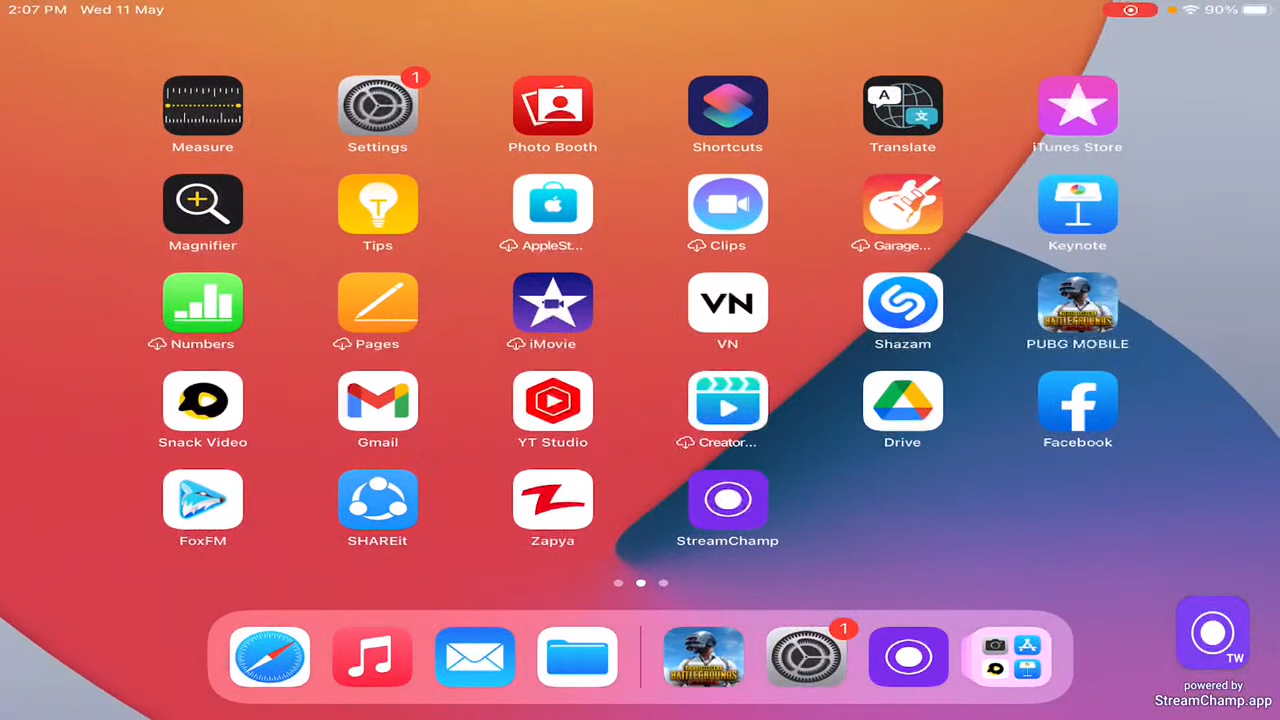 2:07 PM Wed 11 May
90%
1
Measure
Settings
Photo Booth
Shortcuts
Translate
iTunes Store
Magnifier
Tips
AppleSt...
Clips
Garage...
Keynote
VN
Numbers
Pages
iMovie
VN
Shazam
PUBG MOBILE
Snack Video
Gmail
YT Studio
Creator...
Drive
Facebook
FoxFM
SHAREit
Zapya
StreamChamp
1
TW
powered by
StreamChamp.app